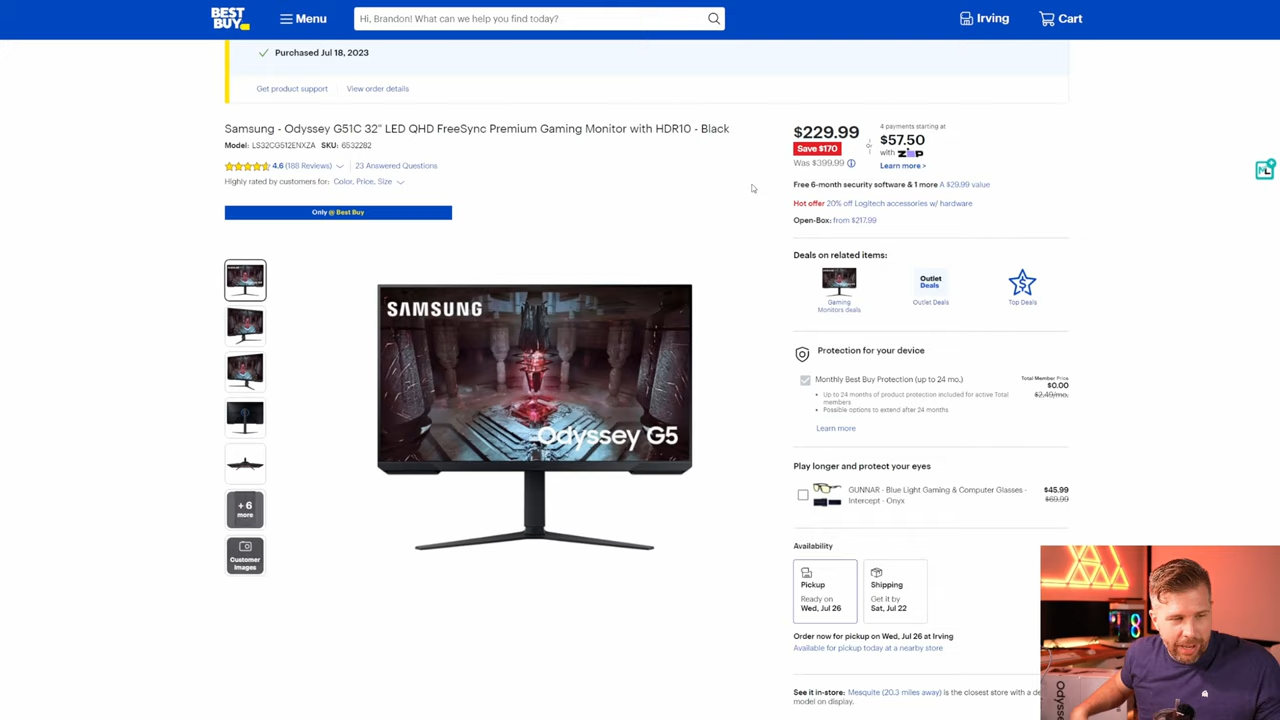 BEST BUY
Menu
Hi, Brandon! What can we help you find today?
Irving
Cart
Purchased Jul 18, 2023
Get product support
View order details
Samsung - Odyssey G51C 32" LED QHD FreeSync Premium Gaming Monitor with HDR10 - Black
Model: LS32CG512ENXZA SKU: 6532282
4.6 (188 Reviews)
23 Answered Questions
Highly rated by customers for: Color, Price, Size
Only @ Best Buy
$229.99
Save $170
Was $399.99
or
4 payments starting at
$57.50
with Zip
Learn more >
Free 6-month security software & 1 more A $29.99 value
Hot offer 20% off Logitech accessories w/ hardware
Open-Box: from $217.99
Deals on related items:
Gaming Monitors deals
Outlet Deals
Outlet Deals
Top Deals
SAMSUNG
Odyssey G5
+ 6 more
Customer Images
Protection for your device
Monthly Best Buy Protection (up to 24 mo.)
Total Member Price
$0.00
$2.49/mo.
• Up to 24 months of product protection included for active Total members
• Possible options to extend after 24 months
Learn more
Play longer and protect your eyes
GUNNAR - Blue Light Gaming & Computer Glasses - Intercept - Onyx
$45.99
$69.99
Availability
Pickup
Ready on
Wed, Jul 26
Shipping
Get it by
Sat, Jul 22
Order now for pickup on Wed, Jul 26 at Irving
Available for pickup today at a nearby store
See it in-store: Mesquite (20.3 miles away) is the closest store with a
model on display.
Odysse